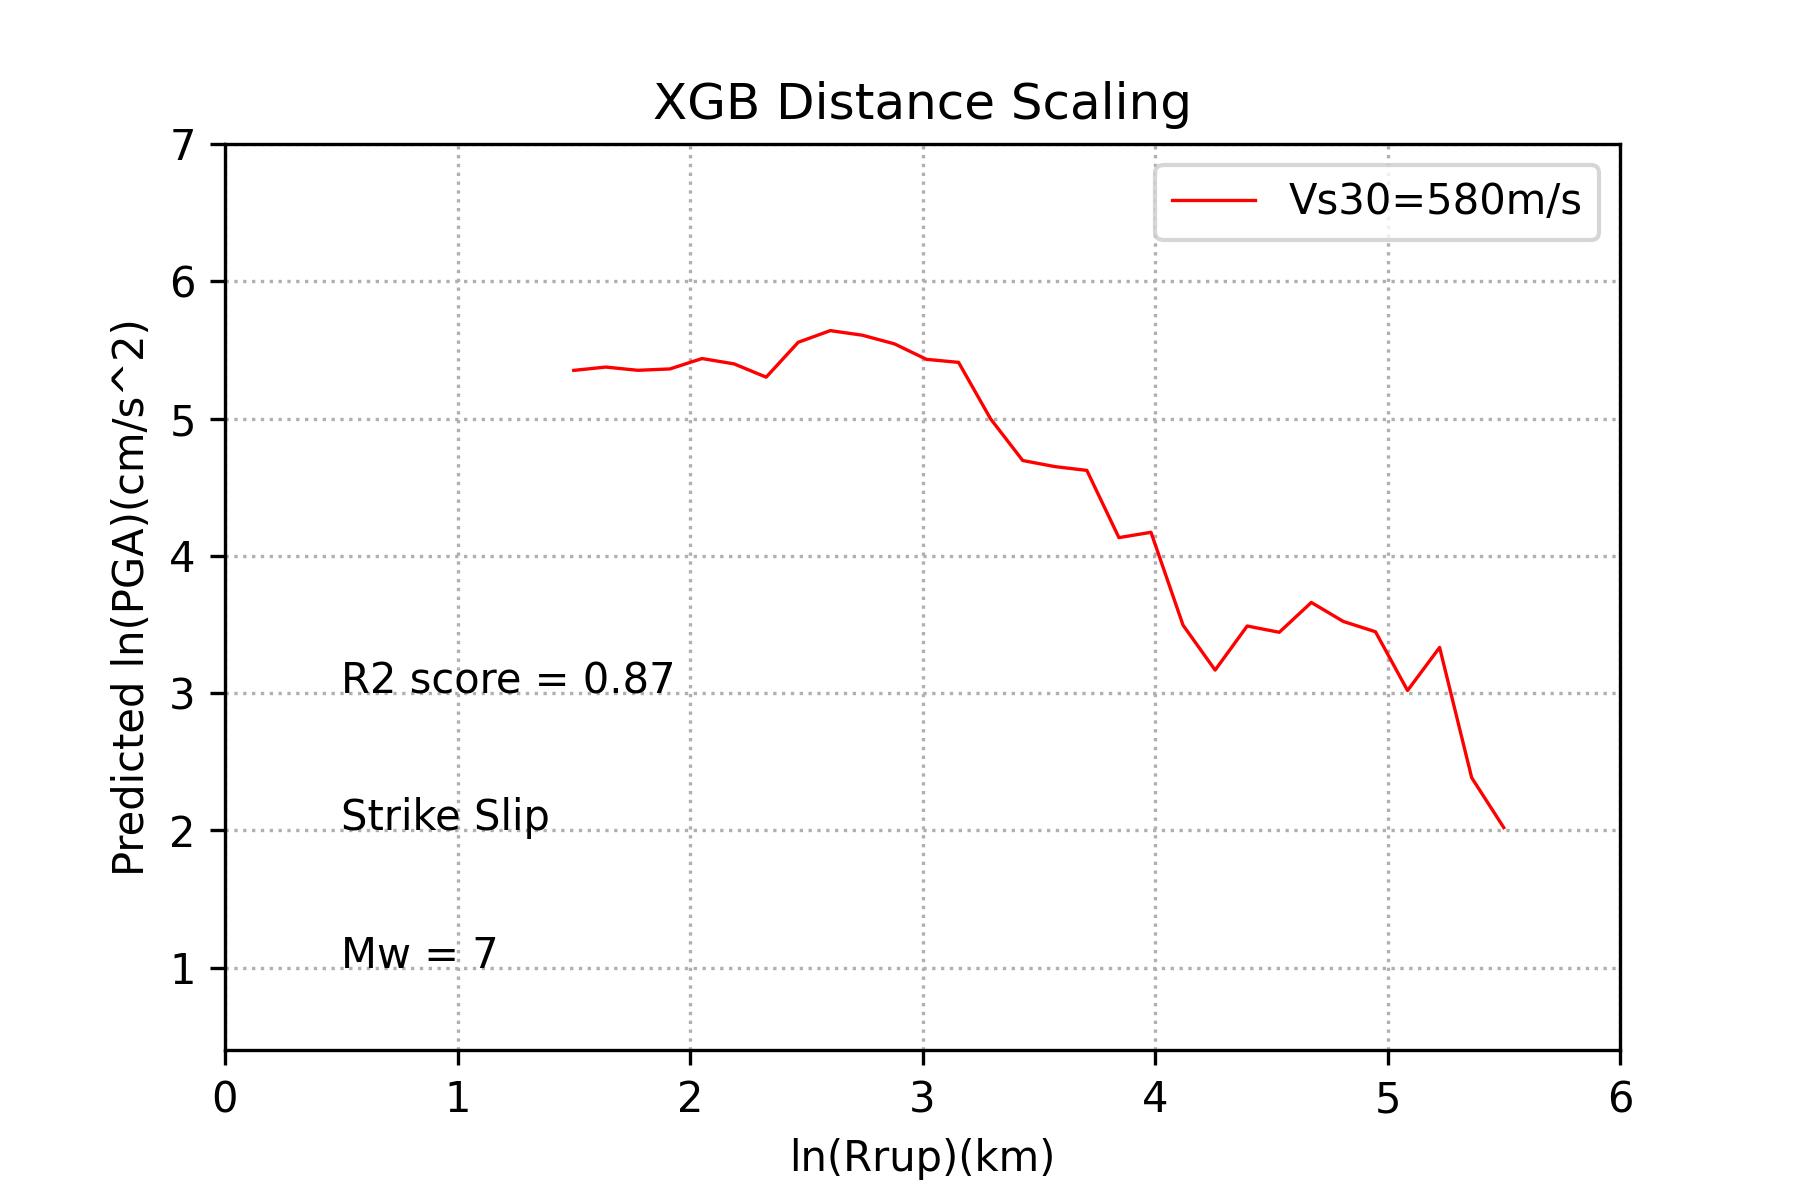 XGB Distance Scaling
Vs30=580m/s
Predicted ln(PGA)(cm/s^2)
7
6
5
4
3
2
1
R2 score = 0.87
Strike Slip
Mw = 7
0 1 2 3 4 5 6
ln(Rrup)(km)